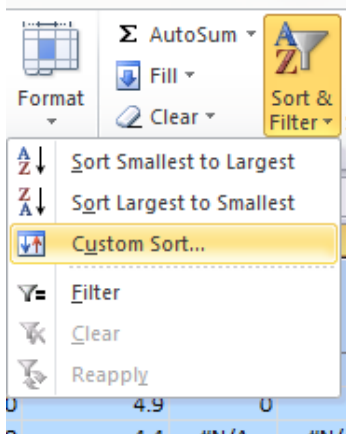 Σ AutoSum
Fill
Clear
Format
Sort &
Filter
Sort Smallest to Largest
Sort Largest to Smallest
Custom Sort...
Filter
Clear
Reapply
0 4.9 0